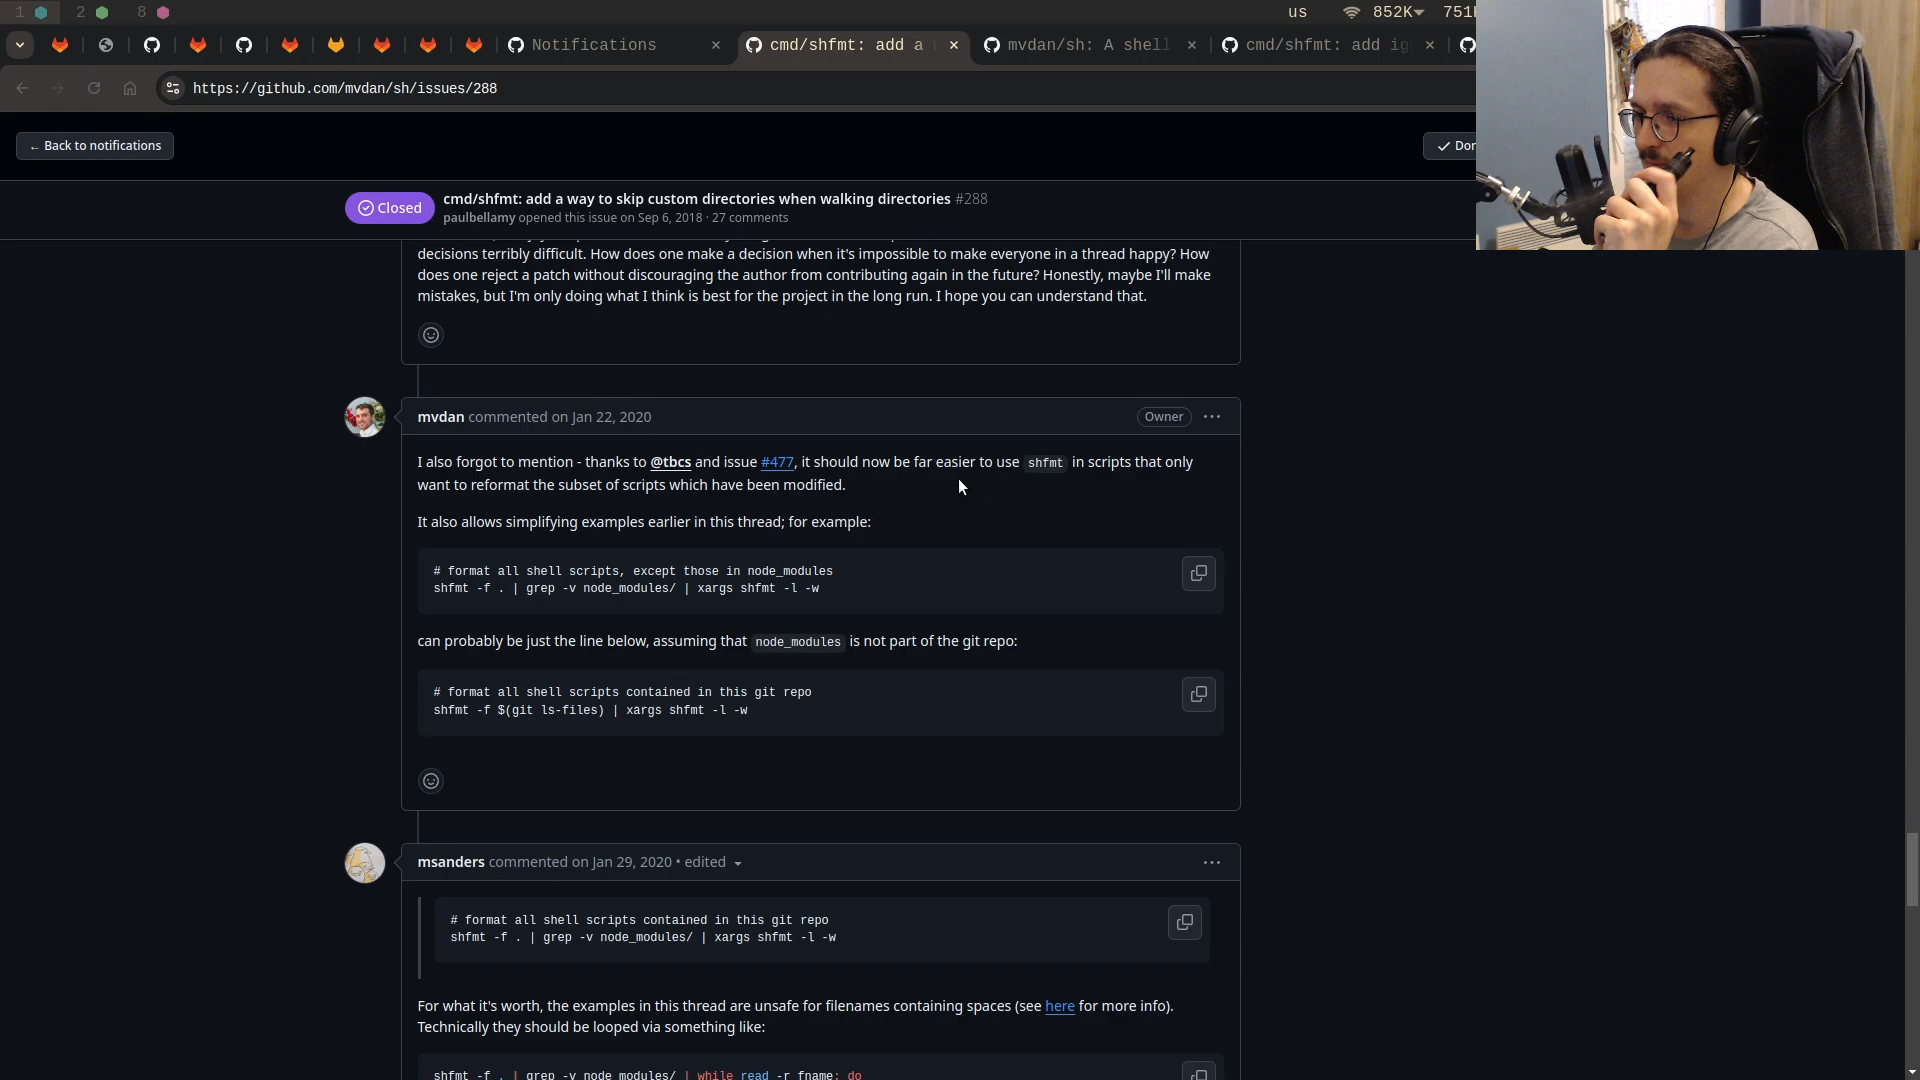 1 2 8 us 852K 751
Notifications
cmd/shfmt: add a
mvdan/sh: A shell
cmd/shfmt: add ig
https://github.com/mvdan/sh/issues/288
← Back to notifications
Closed
cmd/shfmt: add a way to skip custom directories when walking directories #288
paulbellamy opened this issue on Sep 6, 2018 · 27 comments
decisions terribly difficult. How does one make a decision when it's impossible to make everyone in a thread happy? How
does one reject a patch without discouraging the author from contributing again in the future? Honestly, maybe I'll make
mistakes, but I'm only doing what I think is best for the project in the long run. I hope you can understand that.
mvdan commented on Jan 22, 2020
Owner
I also forgot to mention - thanks to @tbcs and issue #477, it should now be far easier to use shfmt in scripts that only
want to reformat the subset of scripts which have been modified.
It also allows simplifying examples earlier in this thread; for example:
# format all shell scripts, except those in node_modules
shfmt -f . | grep -v node_modules/ | xargs shfmt -l -w
can probably be just the line below, assuming that node_modules is not part of the git repo:
# format all shell scripts contained in this git repo
shfmt -f $(git ls-files) | xargs shfmt -l -w
msanders commented on Jan 29, 2020 • edited
# format all shell scripts contained in this git repo
shfmt -f . | grep -v node_modules/ | xargs shfmt -l -w
For what it's worth, the examples in this thread are unsafe for filenames containing spaces (see here for more info).
Technically they should be looped via something like:
shfmt -f . | grep -v node_modules/ | while read -r fname; do